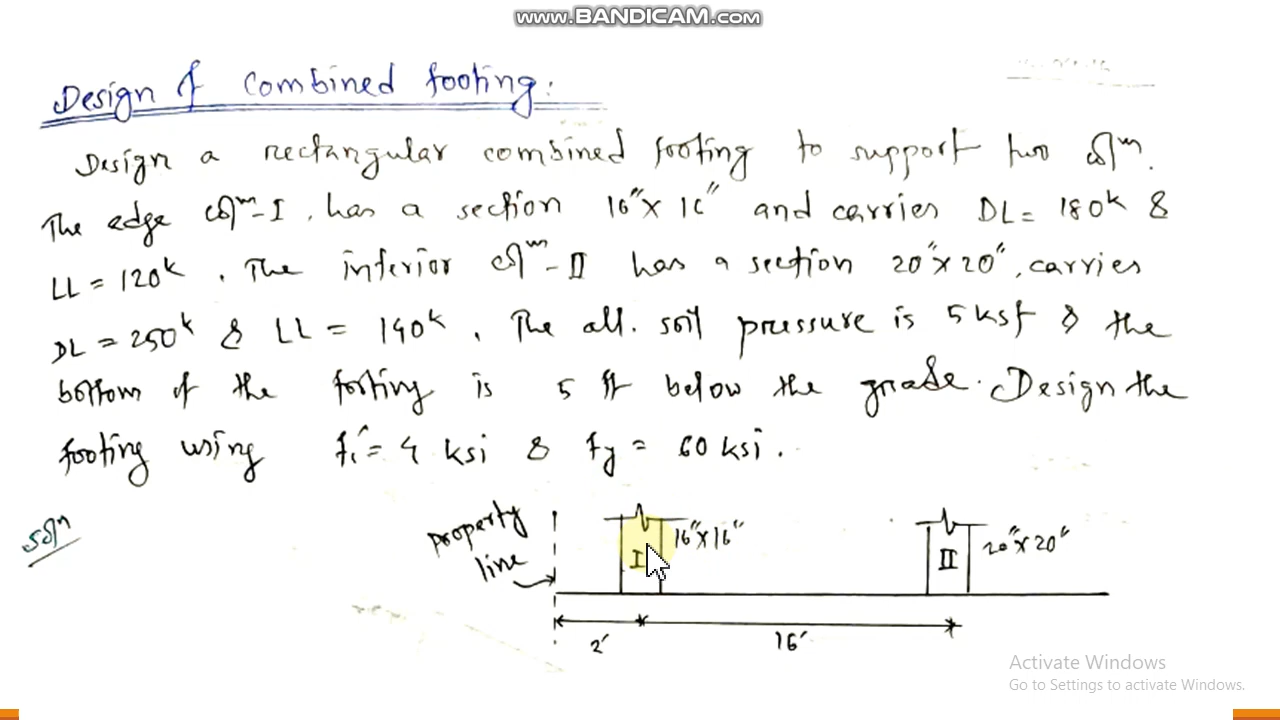 WWW.BANDICAM.COM
Design of combined footing:
Design a rectangular combined footing to support two colm.
The edge colm-I, has a section 16"x16" and carries DL= 180k &
LL = 120k. The inferior colm-II has a section 20"x20", carries
DL = 250k & LL = 140k. The all. soil pressure is 5 ksf & the
bottom of the footing is 5 ft below the grade. Design the
footing using fc' = 4 ksi & fy = 60 ksi.
Soln
property line
I 16"x16"
II 20"x20"
2' 16'
Activate Windows
Go to Settings to activate Windows.